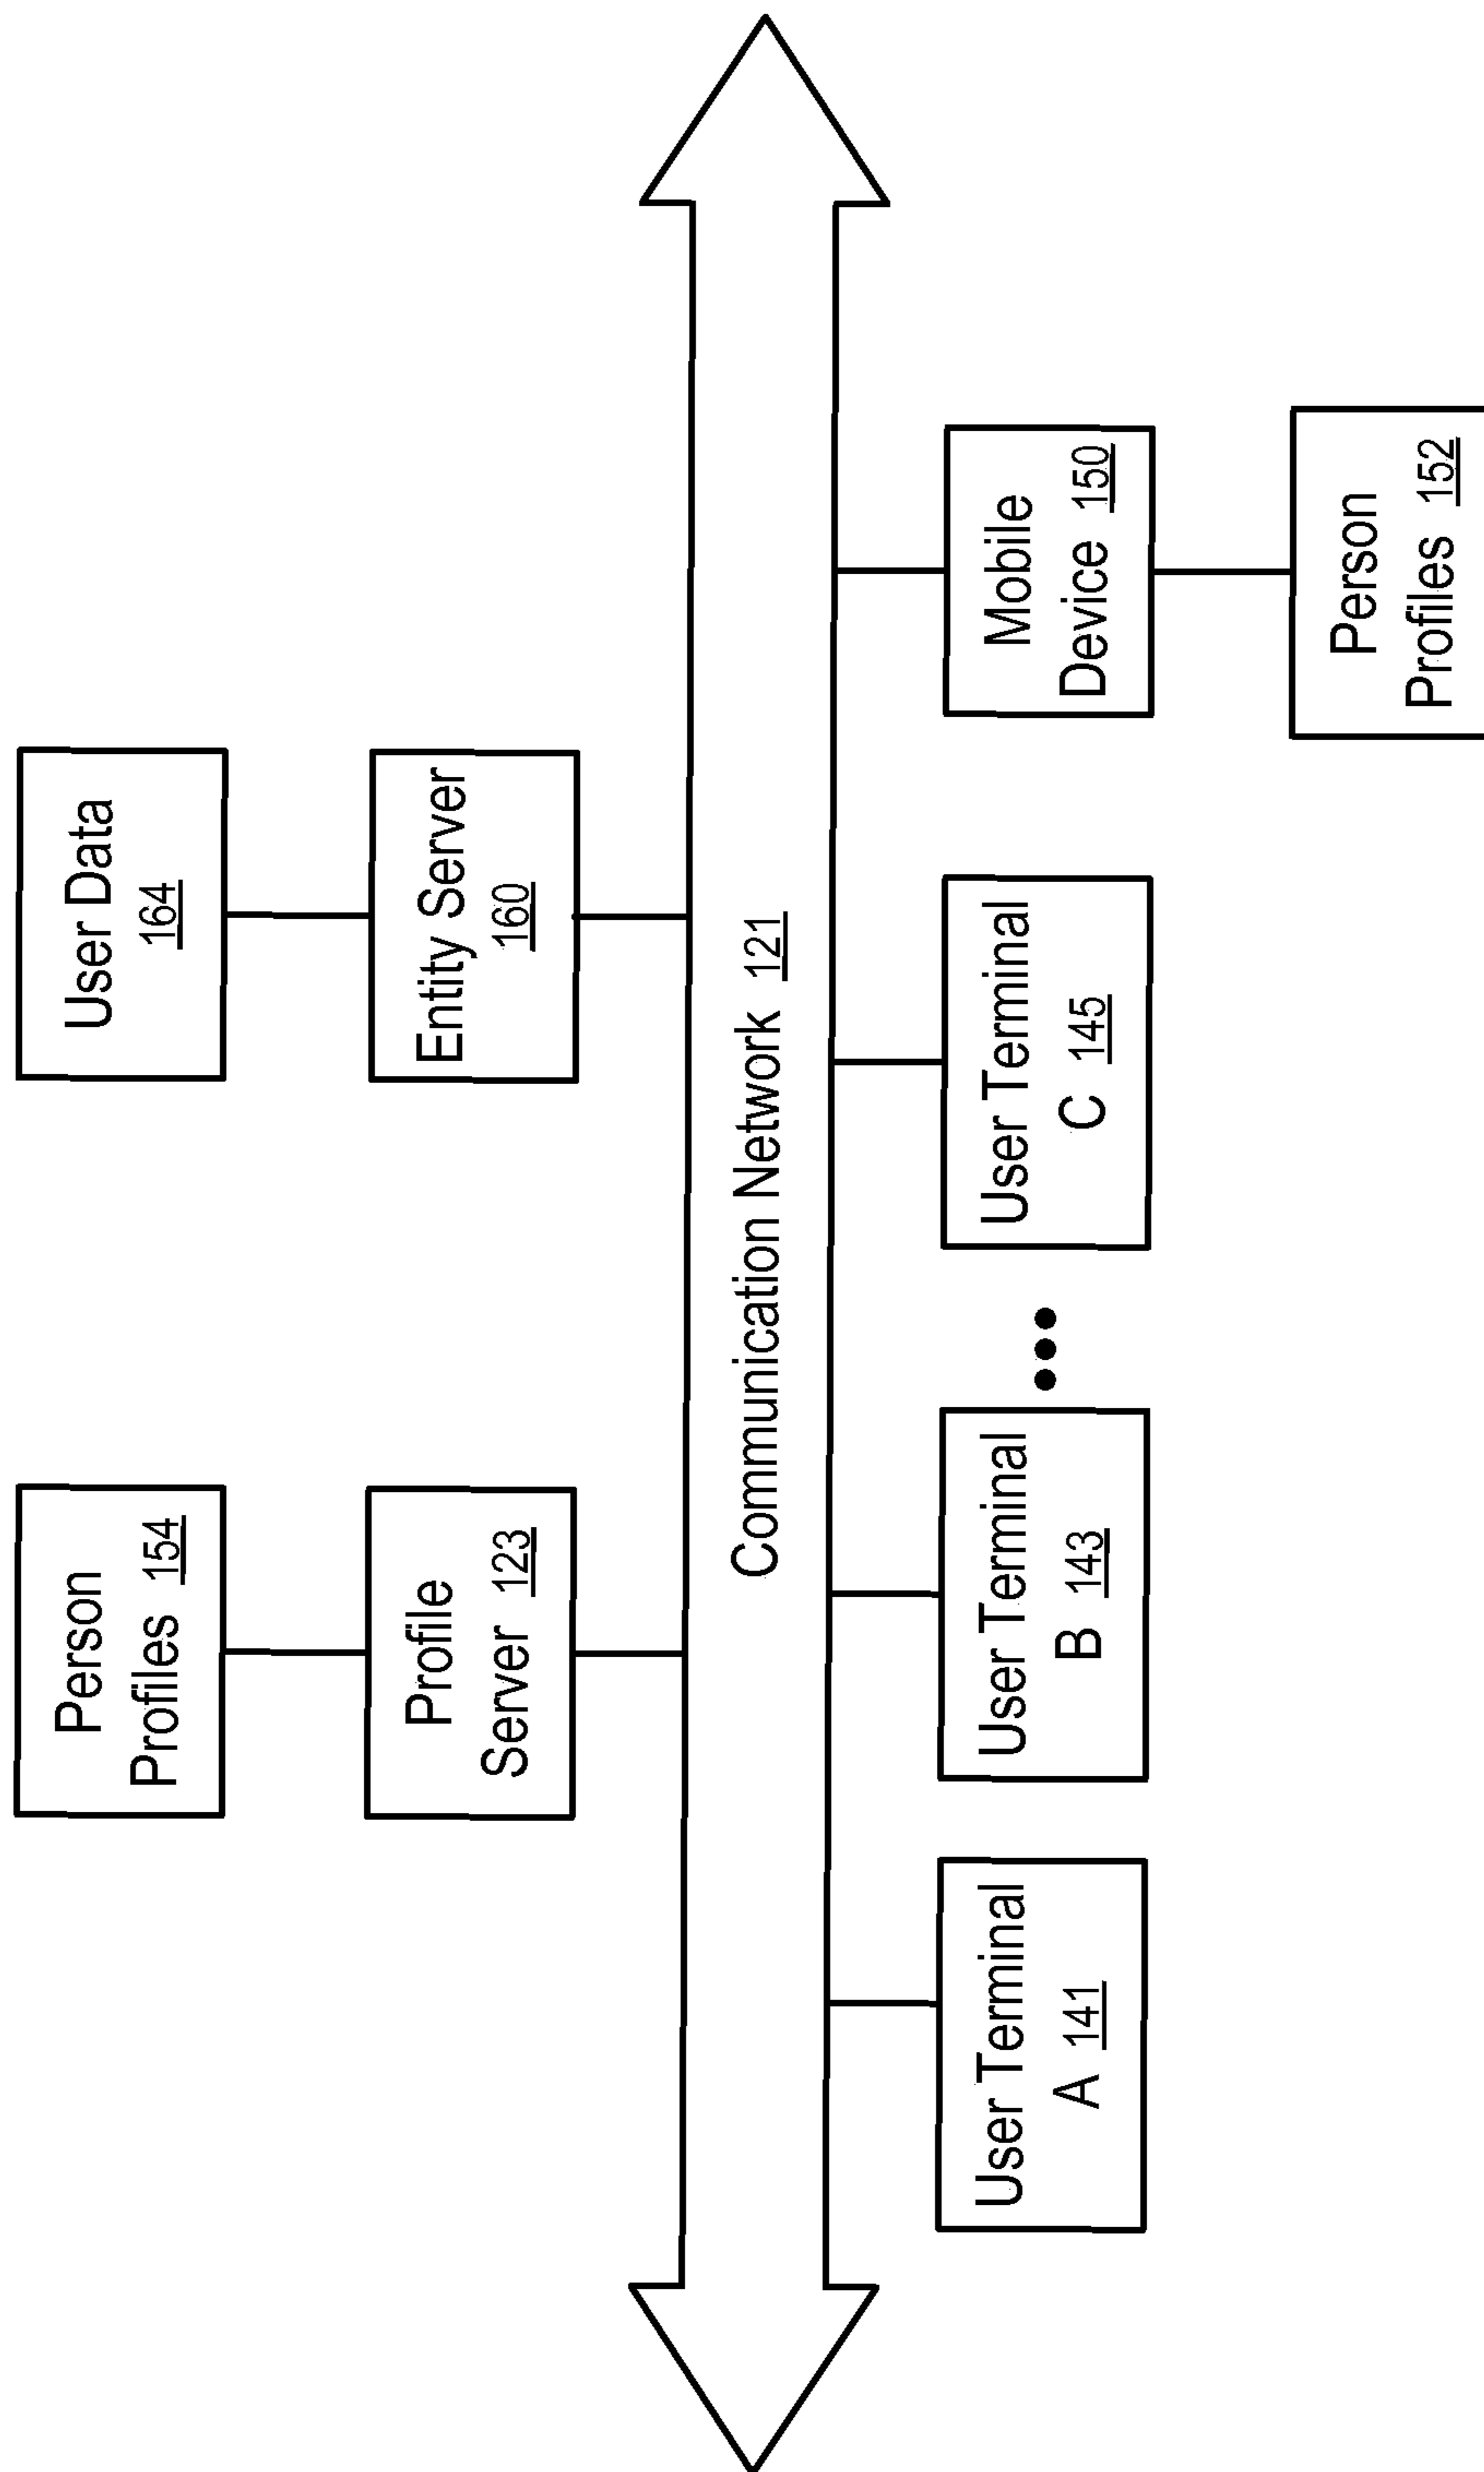 Person
Profiles 154
User Data
164
Profile
Server 123
Entity Server
160
Communication Network 121
User Terminal
A 141
User Terminal
B 143
User Terminal
C 145
Mobile
Device 150
Person
Profiles 152